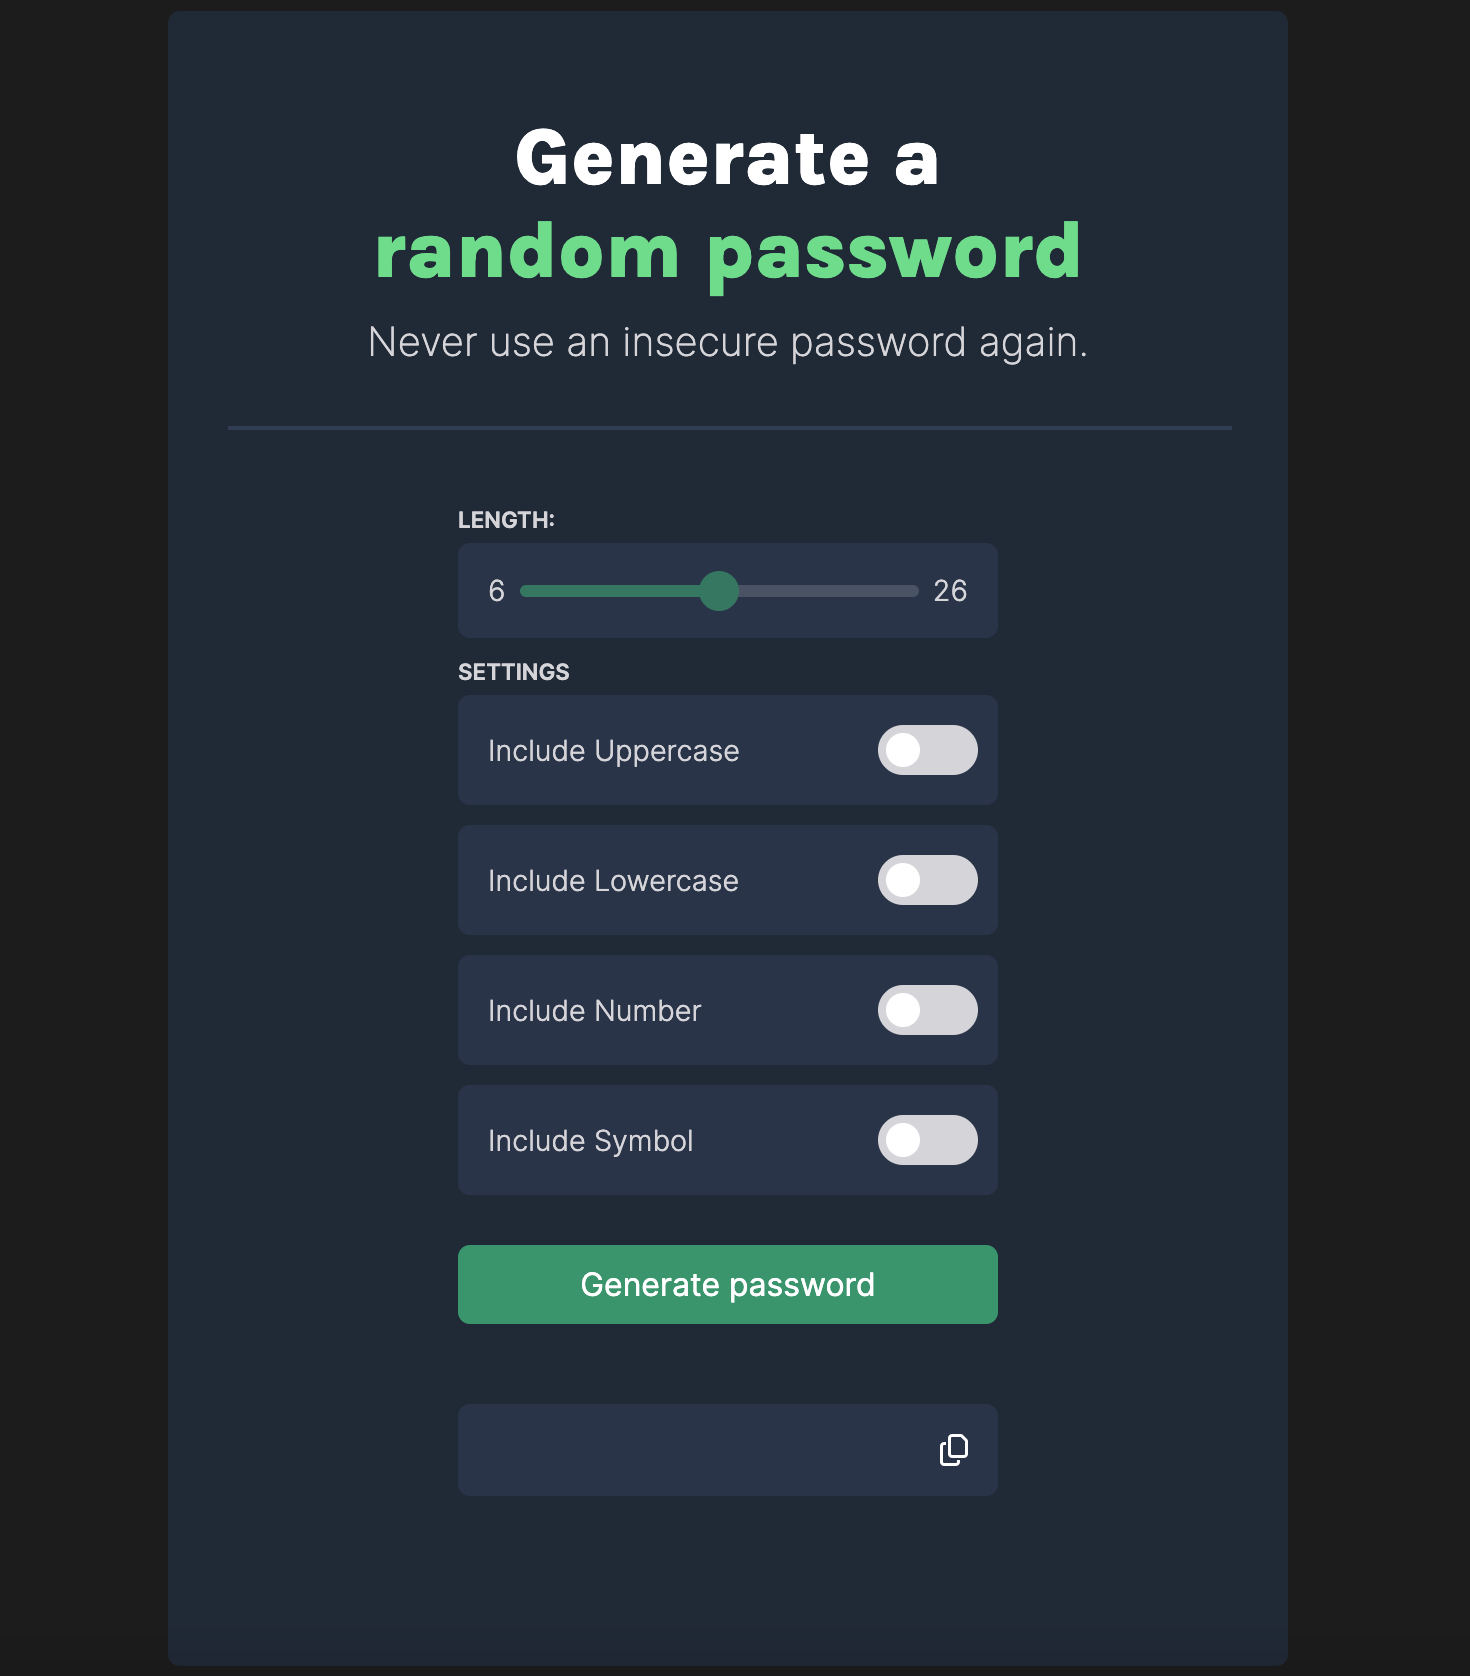 Generate a
random password
Never use an insecure password again.
LENGTH:
6 26
SETTINGS
Include Uppercase
Include Lowercase
Include Number
Include Symbol
Generate password